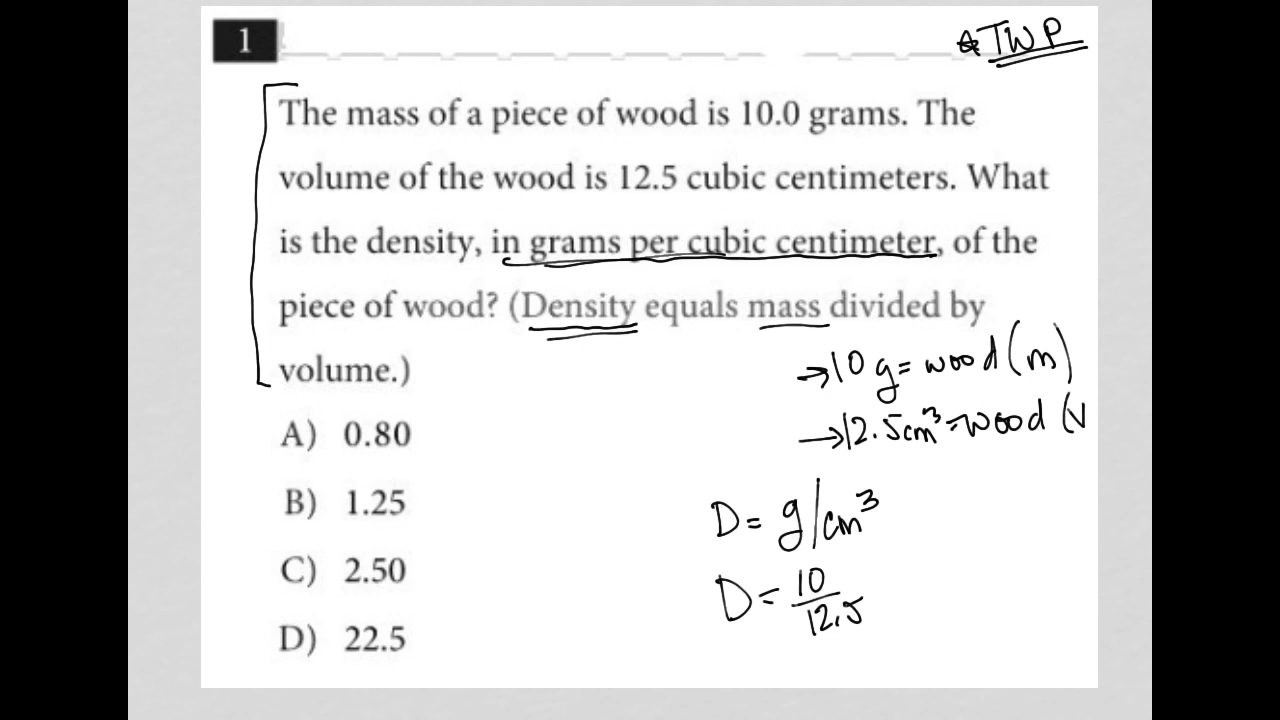 1
TWP
The mass of a piece of wood is 10.0 grams. The
volume of the wood is 12.5 cubic centimeters. What
is the density, in grams per cubic centimeter, of the
piece of wood? (Density equals mass divided by
volume.)
→10 g = wood (m)
→12.5cm³ = wood (V
A) 0.80
B) 1.25
C) 2.50
D) 22.5
D = g/cm³
D = 10/12.5